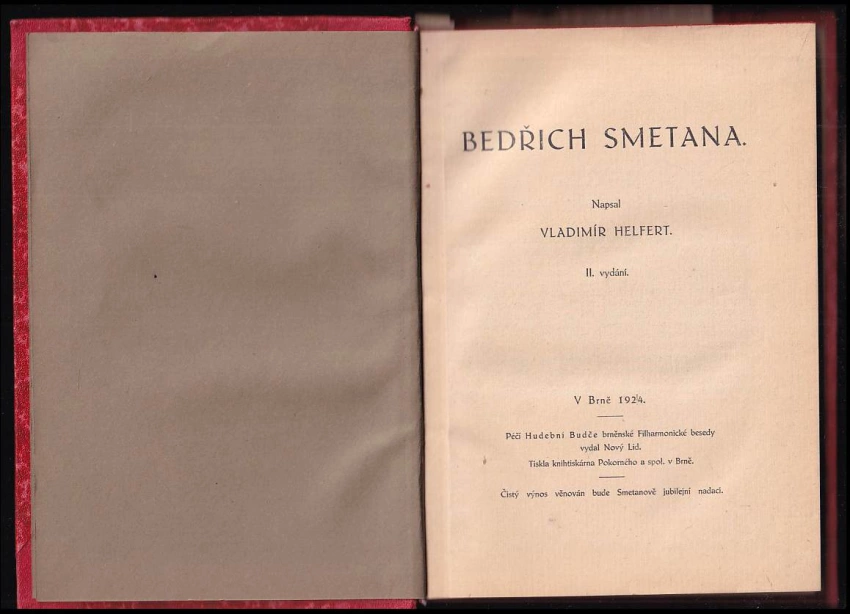 BEDŘICH SMETANA.
Napsal
VLADIMÍR HELFERT.
II. vydání.
V Brně 1924.
Péčí Hudební Budče brněnské Filharmonické besedy
vydal Nový Lid.
Tiskla knihtiskárna Pokorného a spol. v Brně.
Čistý výnos věnován bude Smetanově jubilejní nadaci.